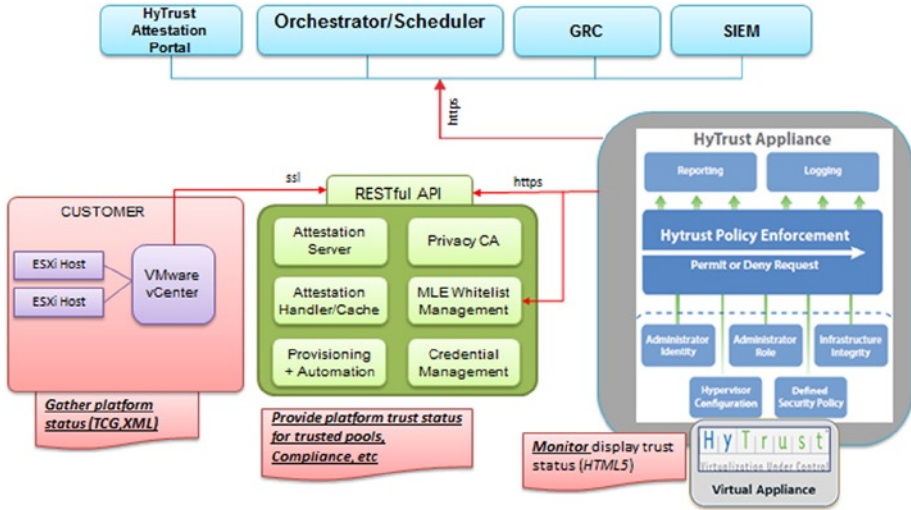 HyTrust
Attestation
Portal
Orchestrator/Scheduler
GRC
SIEM
https
HyTrust Appliance
Reporting
Logging
Hytrust Policy Enforcement
Permit or Deny Request
Administrator
Identity
Administrator
Role
Infrastructure
Integrity
Hypervisor
Configuration
Defined
Security Policy
HyTrust
Virtualization Under Control
Virtual Appliance
ssl
https
RESTful API
CUSTOMER
ESXi Host
ESXi Host
VMware
vCenter
Attestation
Server
Privacy CA
Attestation
Handler/Cache
MLE Whitelist
Management
Provisioning
+ Automation
Credential
Management
Gather platform
status (TCG,XML)
Provide platform trust status
for trusted pools,
Compliance, etc
Monitor display trust
status (HTML5)